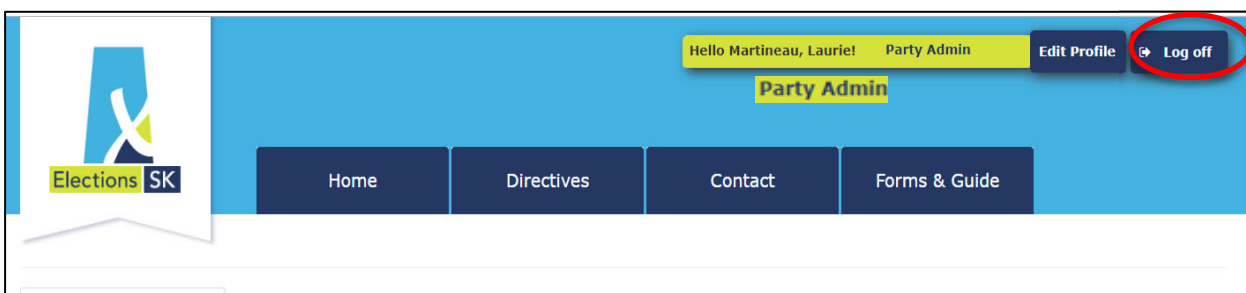 Hello Martineau, Laurie! Party Admin Edit Profile Log off
Party Admin
Elections SK
Home Directives Contact Forms & Guide